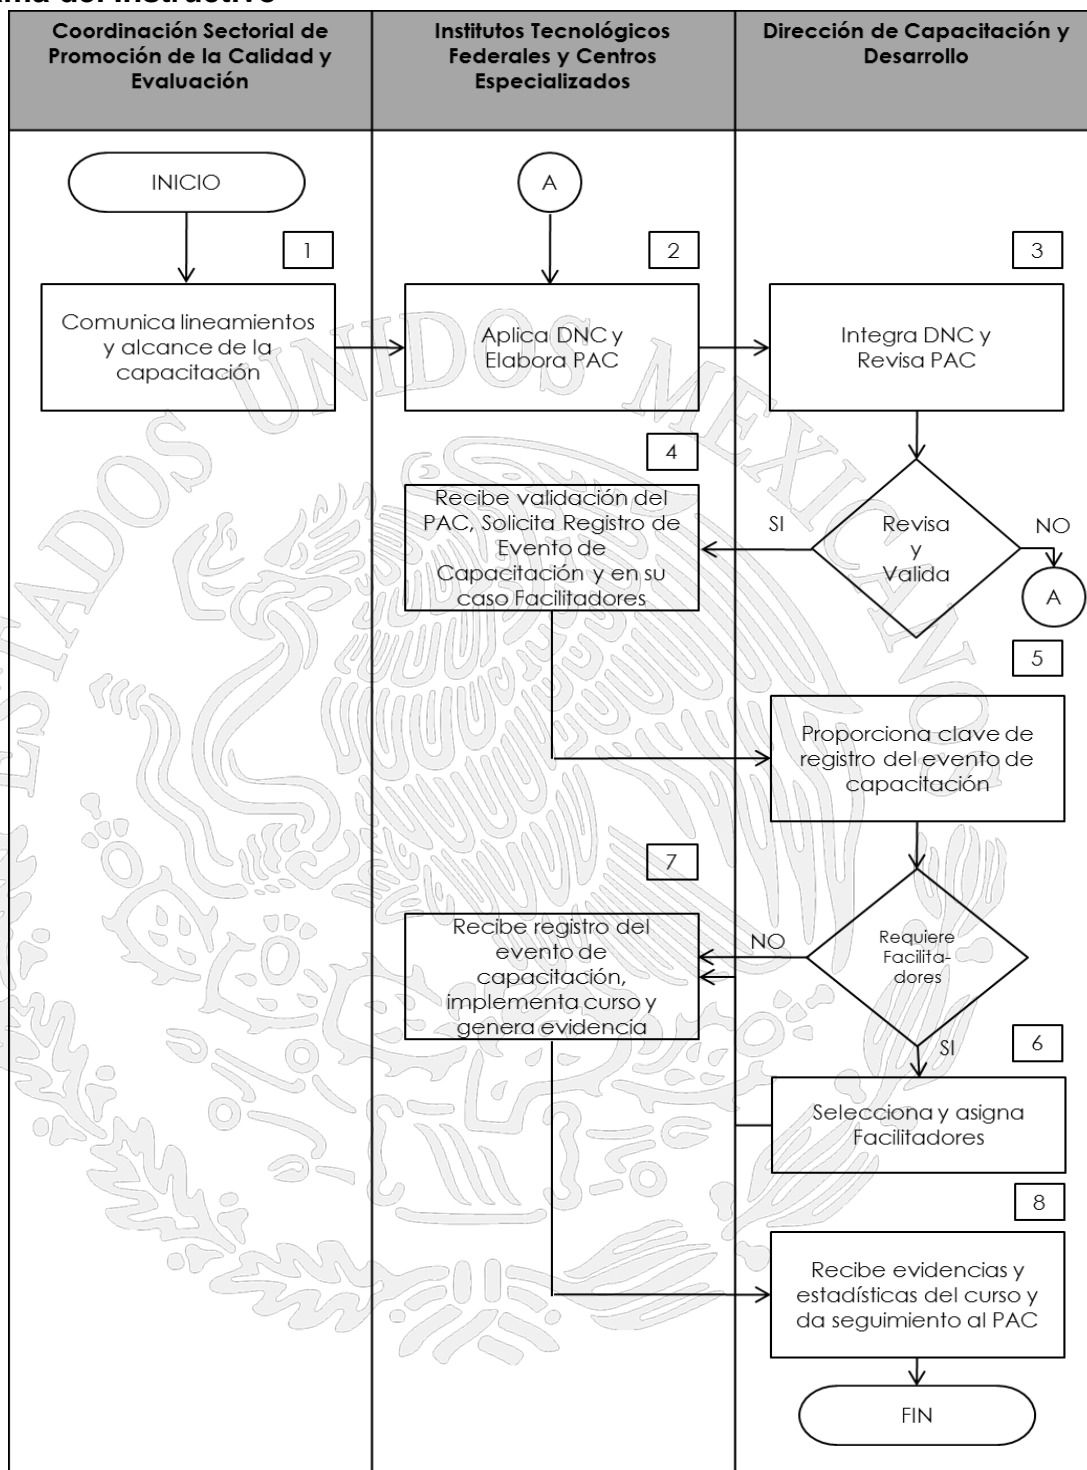 Coordinación Sectorial de
Promoción de la Calidad y
Evaluación
Institutos Tecnológicos
Federales y Centros
Especializados
Dirección de Capacitación y
Desarrollo
INICIO
A
1
2
3
Comunica lineamientos
y alcance de la
capacitación
Aplica DNC y
Elabora PAC
Integra DNC y
Revisa PAC
4
Recibe validación del
PAC, Solicita Registro de
Evento de
Capacitación y en su
caso Facilitadores
SI
Revisa
y
Valida
NO
A
5
Proporciona clave de
registro del evento de
capacitación
7
Recibe registro del
evento de
capacitación,
implementa curso y
genera evidencia
NO
Requiere
Facilita-
dores
SI
6
Selecciona y asigna
Facilitadores
8
Recibe evidencias y
estadísticas del curso y
da seguimiento al PAC
FIN
ESTADOS UNIDOS MEXICANOS